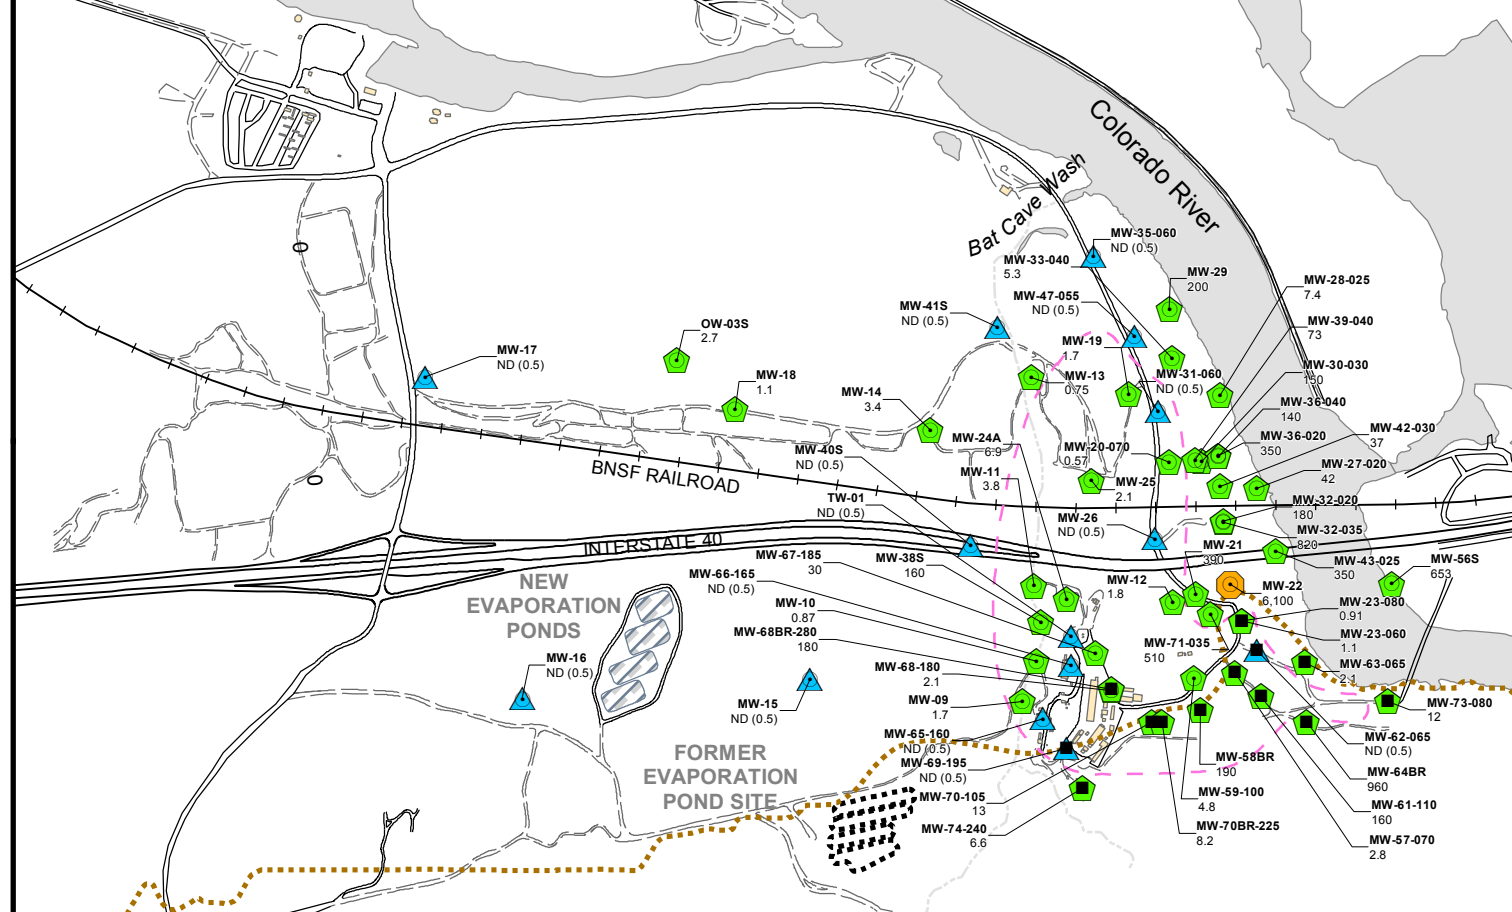 Colorado River
Bat Cave Wash
MW-35-060
ND (0.5)
MW-33-040
5.3
MW-29
200
MW-28-025
7.4
MW-47-055
ND (0.5)
MW-41S
ND (0.5)
MW-39-040
73
OW-03S
2.7
MW-19
1.7
MW-17
ND (0.5)
MW-30-030
150
MW-18
1.1
MW-13
0.75
MW-31-060
ND (0.5)
MW-14
3.4
MW-36-040
140
MW-42-030
37
MW-24A
6.9
MW-36-020
350
MW-40S
ND (0.5)
MW-20-070
0.57
MW-27-020
42
MW-11
3.8
BNSF RAILROAD
MW-25
2.1
TW-01
ND (0.5)
MW-32-020
180
MW-26
ND (0.5)
MW-32-035
820
INTERSTATE 40
MW-21
390
MW-67-185
30
MW-38S
160
MW-43-025
350
MW-56S
653
MW-66-165
ND (0.5)
MW-12
1.8
MW-22
6,100
NEW
EVAPORATION
PONDS
MW-10
0.87
MW-23-080
0.91
MW-68BR-280
180
MW-23-060
1.1
MW-71-035
510
MW-16
ND (0.5)
MW-68-180
2.1
MW-63-065
2.1
MW-15
ND (0.5)
MW-09
1.7
MW-73-080
12
MW-65-160
ND (0.5)
MW-62-065
ND (0.5)
FORMER
EVAPORATION
POND SITE
MW-69-195
ND (0.5)
MW-58BR
190
MW-64BR
960
MW-70-105
13
MW-59-100
4.8
MW-61-110
160
MW-74-240
6.6
MW-70BR-225
8.2
MW-57-070
2.8